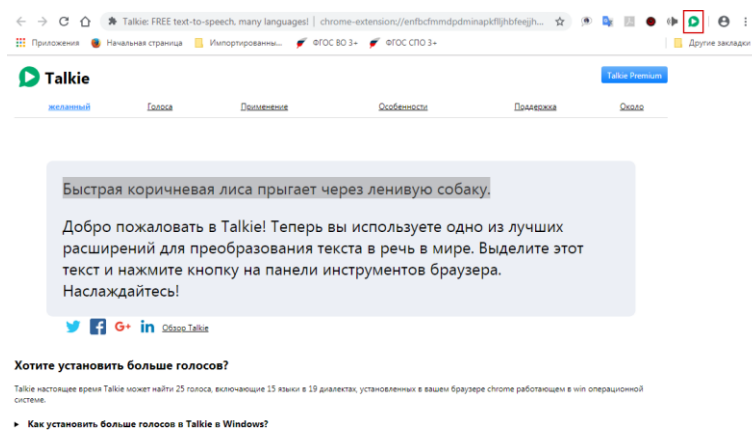 Talkie: FREE text-to-speech, many languages! | chrome-extension://enfbcfmmdpdminapkflljhbfeejjh...
Приложения Начальная страница Импортированны... ФГОС ВО 3+ ФГОС СПО 3+ Другие закладки
Talkie Talkie Premium
желанный Голоса Применение Особенности Поддержка Около
Быстрая коричневая лиса прыгает через ленивую собаку.
Добро пожаловать в Talkie! Теперь вы используете одно из лучших
расширений для преобразования текста в речь в мире. Выделите этот
текст и нажмите кнопку на панели инструментов браузера.
Наслаждайтесь!
G+ in Обзор Talkie
Хотите установить больше голосов?
Talkie настоящее время Talkie может найти 25 голоса, включающие 15 языки в 19 диалектах, установленных в вашем браузере chrome работающем в win операционной
системе.
Как установить больше голосов в Talkie в Windows?